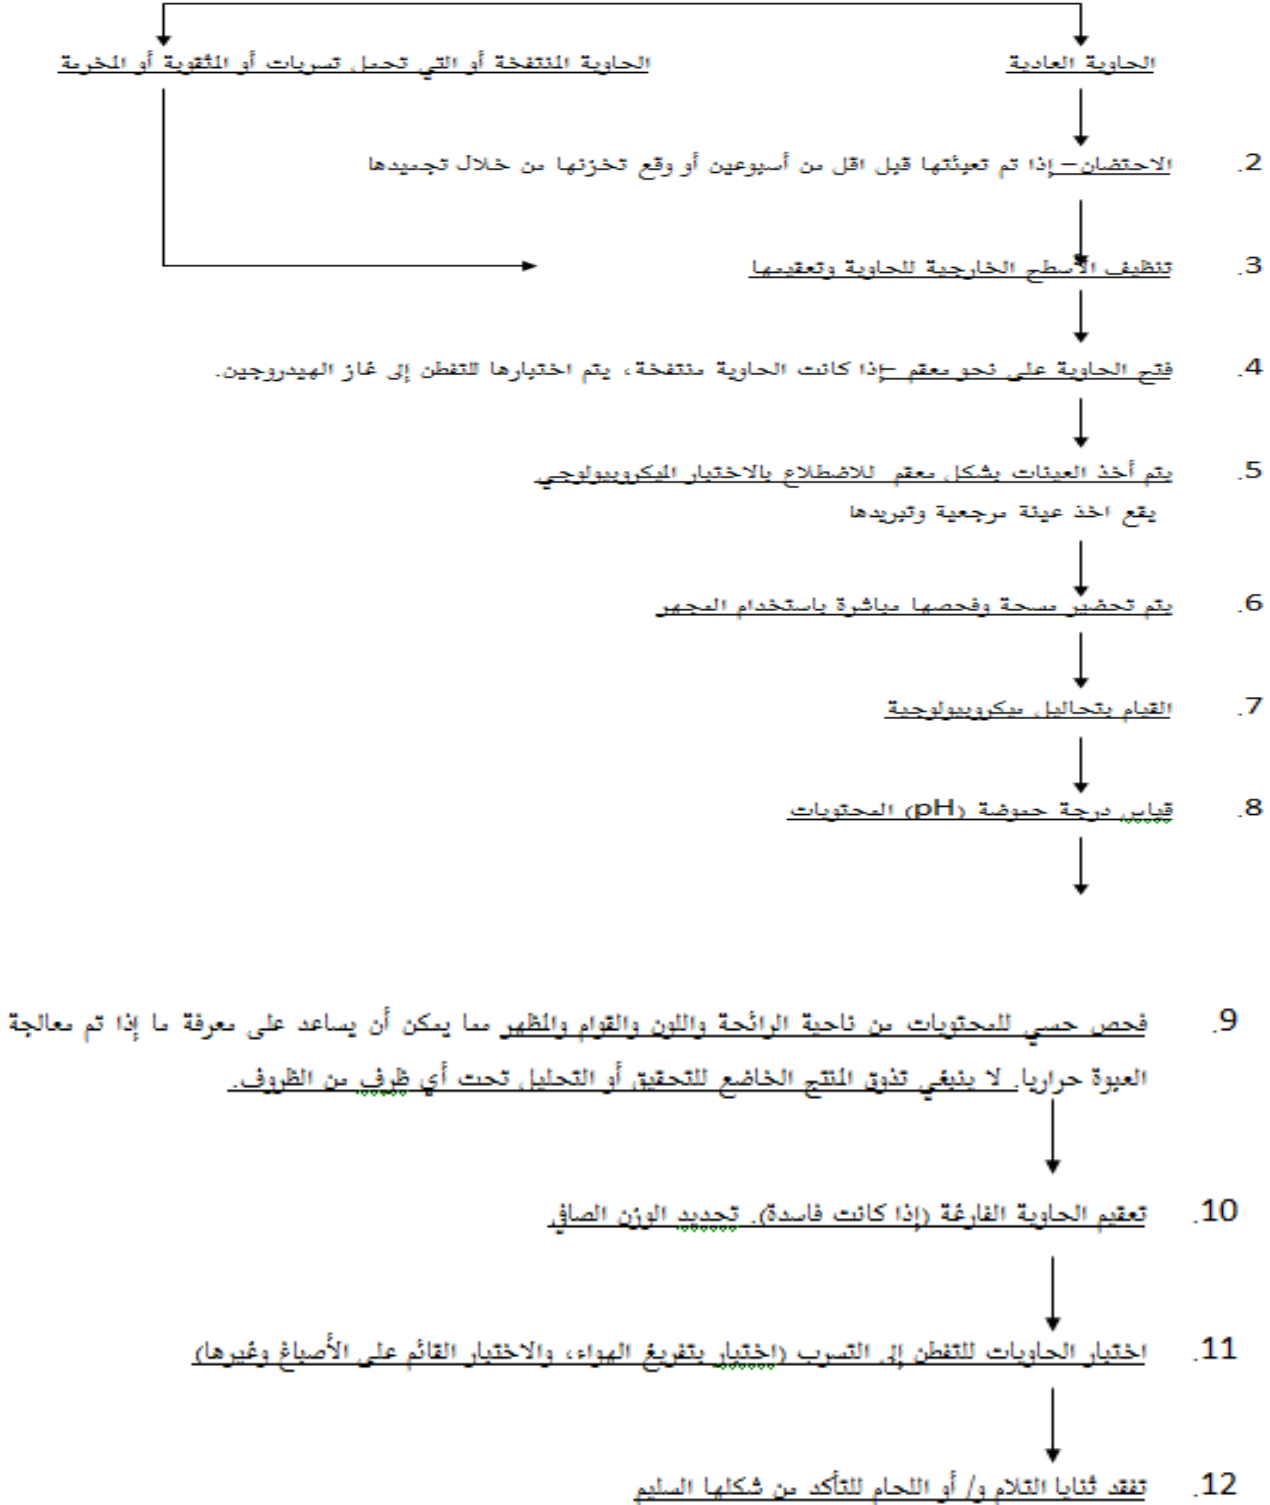 الحاوية العادية
الحاوية المنتفخة أو التي تحمل تسربات أو المثقوبة أو المخرمة
2. الاحتضان– إذا تم تعبئتها قبل اقل من أسبوعين أو وقع تخزنها من خلال تجميدها
3. تنظيف الأسطح الخارجية للحاوية وتعقيمها
4. فتح الحاوية على نحو معقم –إذا كانت الحاوية منتفخة، يتم اختبارها للتفطن إلى غاز الهيدروجين.
5. يتم أخذ العينات بشكل معقم للاضطلاع بالاختبار الميكروبيولوجي
يقع اخذ عينة مرجعية وتبريدها
6. يتم تحضير مسحة وفحصها مباشرة باستخدام المجهر
7. القيام بتحاليل ميكروبيولوجية
8. قياس درجة حموضة (pH) المحتويات
9. فحص حسي للمحتويات من ناحية الرائحة واللون والقوام والمظهر مما يمكن أن يساعد على معرفة ما إذا تم معالجة
العبوة حراريا. لا ينبغي تذوق المنتج الخاضع للتحقيق أو التحليل تحت أي ظرف من الظروف.
10. تعقيم الحاوية الفارغة (إذا كانت فاسدة). تحديد الوزن الصافي
11. اختبار الحاويات للتفطن إلى التسرب (اختبار بتفريغ الهواء، والاختبار القائم على الأصباغ وغيرها)
12. تفقد ثنايا التلام و/ أو اللحام للتأكد من شكلها السليم